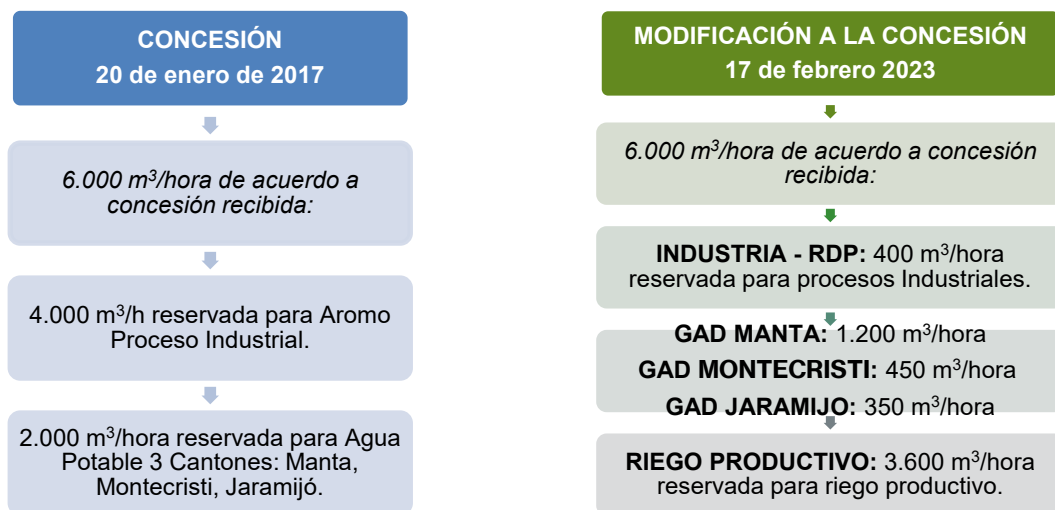 CONCESIÓN
20 de enero de 2017
6.000 m³/hora de acuerdo a
concesión recibida:
4.000 m³/h reservada para Aromo
Proceso Industrial.
2.000 m³/hora reservada para Agua
Potable 3 Cantones: Manta,
Montecristi, Jaramijó.
MODIFICACIÓN A LA CONCESIÓN
17 de febrero 2023
6.000 m³/hora de acuerdo a concesión
recibida:
INDUSTRIA - RDP: 400 m³/hora
reservada para procesos Industriales.
GAD MANTA: 1.200 m³/hora
GAD MONTECRISTI: 450 m³/hora
GAD JARAMIJO: 350 m³/hora
RIEGO PRODUCTIVO: 3.600 m³/hora
reservada para riego productivo.